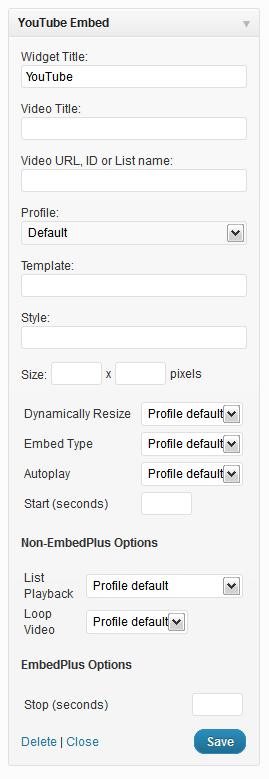 YouTube Embed
Widget Title:
YouTube
Video Title:
Video URL, ID or List name:
Profile:
Default
Template:
Style:
Size: x pixels
Dynamically Resize Profile default
Embed Type Profile default
Autoplay Profile default
Start (seconds)
Non-EmbedPlus Options
List
Playback Profile default
Loop
Video Profile default
EmbedPlus Options
Stop (seconds)
Delete | Close Save